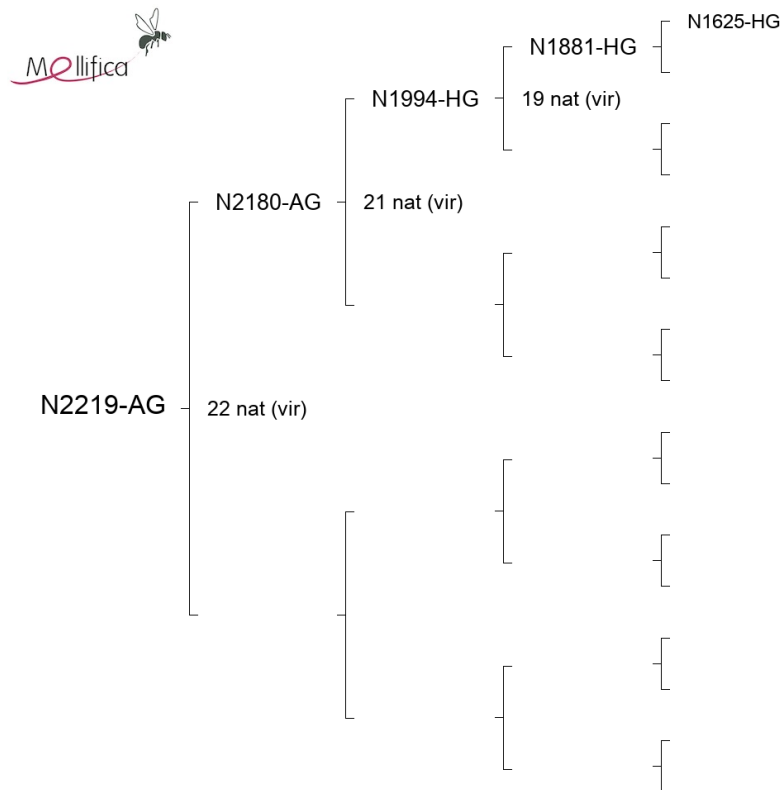 Mellifica
N1625-HG
N1881-HG
N1994-HG
19 nat (vir)
N2180-AG
21 nat (vir)
N2219-AG
22 nat (vir)